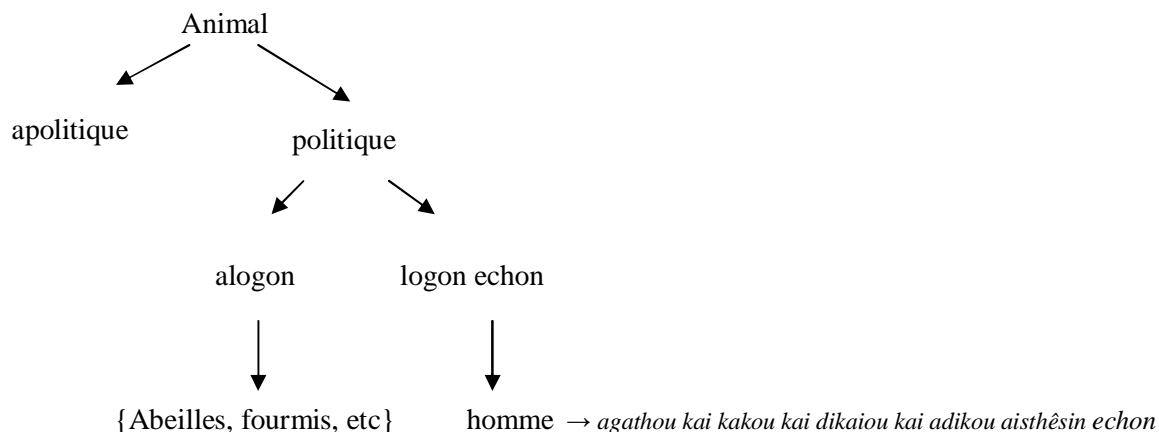 Animal
apolitique
politique
alogon logon echon
{Abeilles, fourmis, etc} homme → agathou kai kakou kai dikaiou kai adikou aisthêsin echon